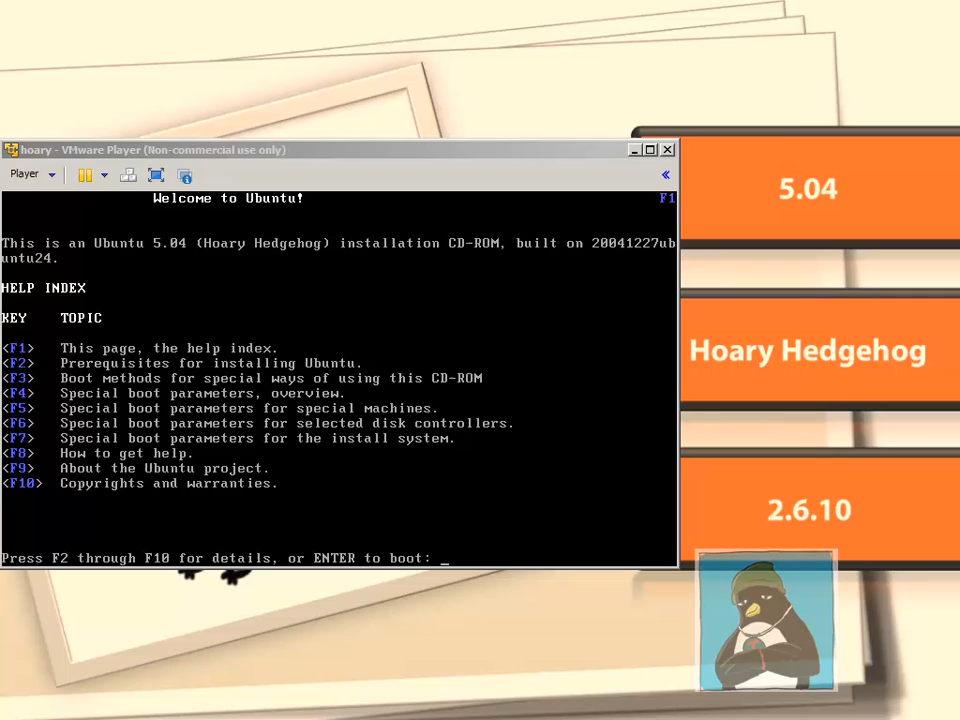 hoary - VMware Player (Non-commercial use only)
Player
Welcome to Ubuntu! F1
This is an Ubuntu 5.04 (Hoary Hedgehog) installation CD-ROM, built on 20041227ub
untu24.
HELP INDEX
KEY TOPIC
<F1> This page, the help index.
<F2> Prerequisites for installing Ubuntu.
<F3> Boot methods for special ways of using this CD-ROM
<F4> Special boot parameters, overview.
<F5> Special boot parameters for special machines.
<F6> Special boot parameters for selected disk controllers.
<F7> Special boot parameters for the install system.
<F8> How to get help.
<F9> About the Ubuntu project.
<F10> Copyrights and warranties.
Press F2 through F10 for details, or ENTER to boot: _
5.04
Hoary Hedgehog
2.6.10